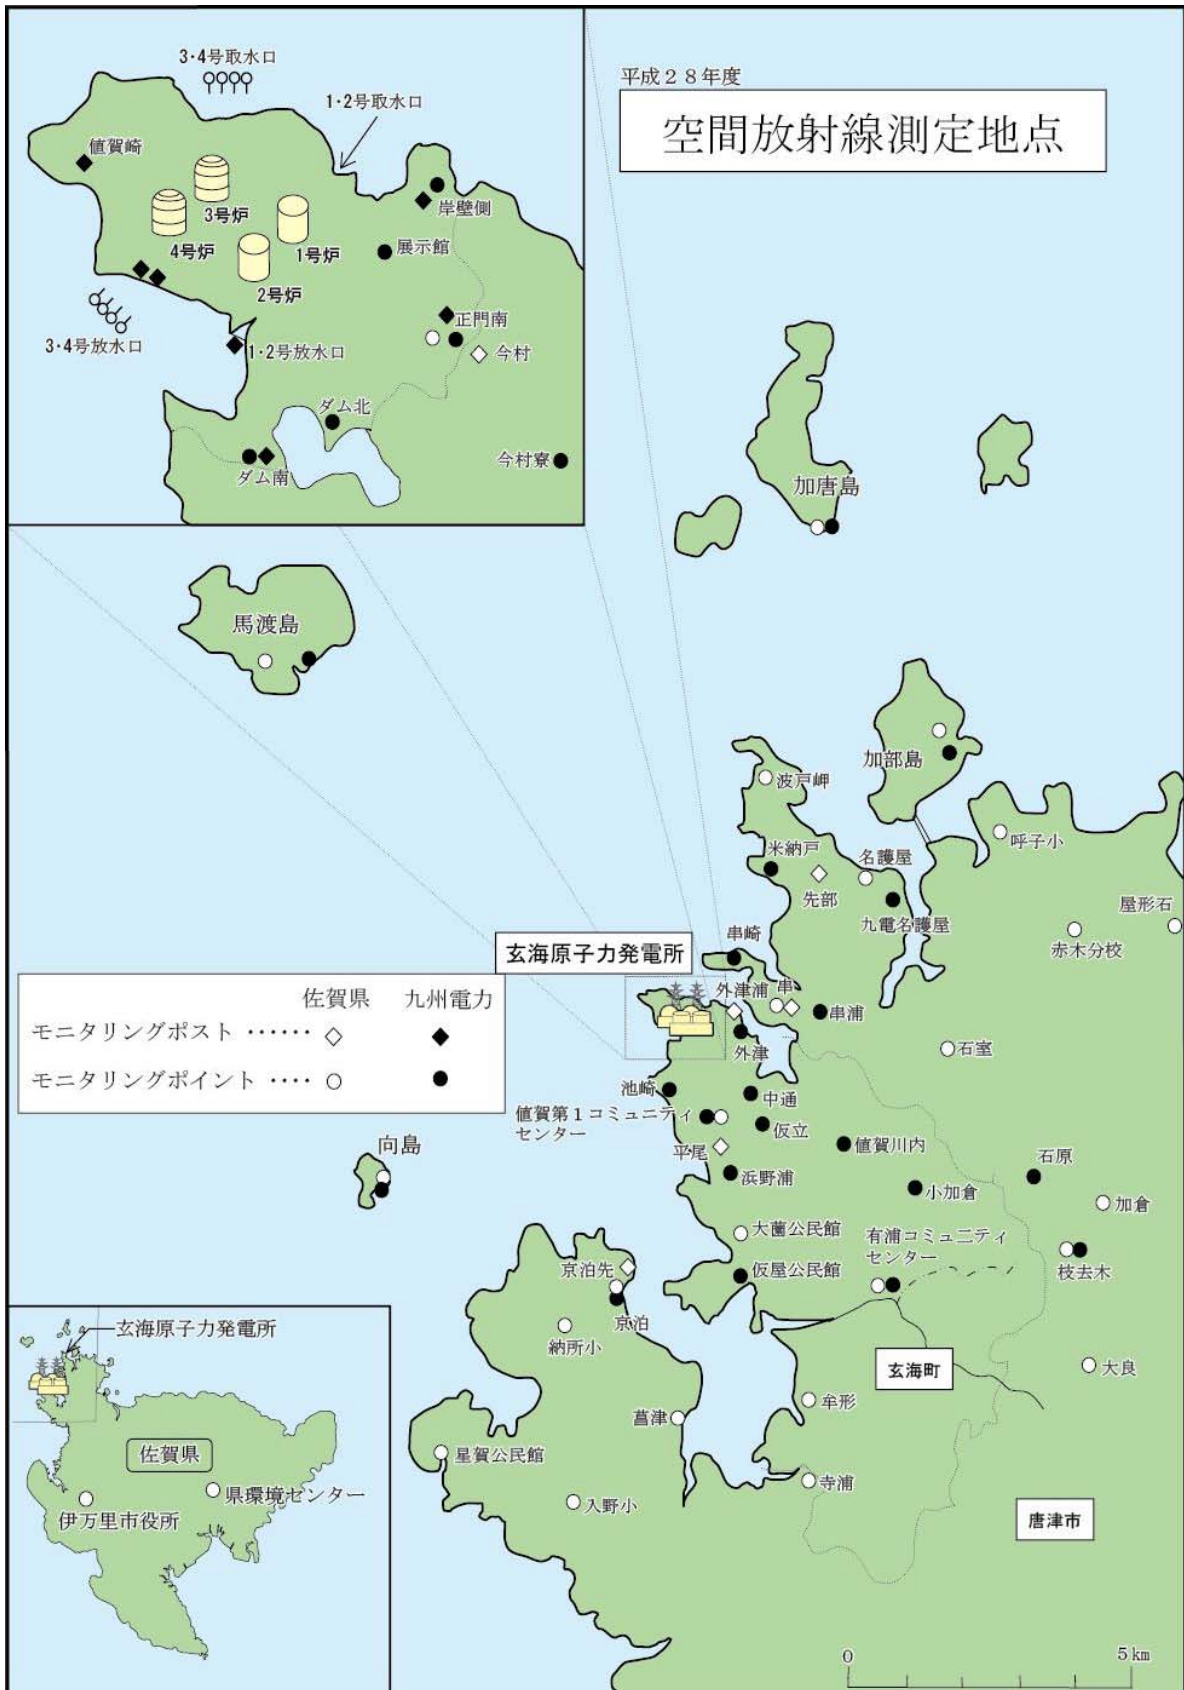 平成２８年度
空間放射線測定地点
3・4号取水口
1・2号取水口
値賀崎
3号炉
4号炉
1号炉
2号炉
岸壁側
展示館
正門南
今村
3・4号放水口
1・2号放水口
ダム北
ダム南
今村寮
加唐島
馬渡島
加部島
波戸岬
呼子小
米納戸
名護屋
先部
九電名護屋
屋形石
赤木分校
串崎
玄海原子力発電所
外津浦
串
串浦
外津
石室
佐賀県 九州電力
モニタリングポスト ‥‥‥ ◇ ◆
モニタリングポイント ‥‥ ○ ●
池崎
中通
値賀第１コミュニティ
センター
仮立
平尾
値賀川内
浜野浦
小加倉
石原
加倉
向島
大薗公民館
有浦コミュニティ
センター
枝去木
京泊先
仮屋公民館
京泊
納所小
玄海町
大良
牟形
菖津
星賀公民館
寺浦
入野小
唐津市
玄海原子力発電所
佐賀県
県環境センター
伊万里市役所
0 5km